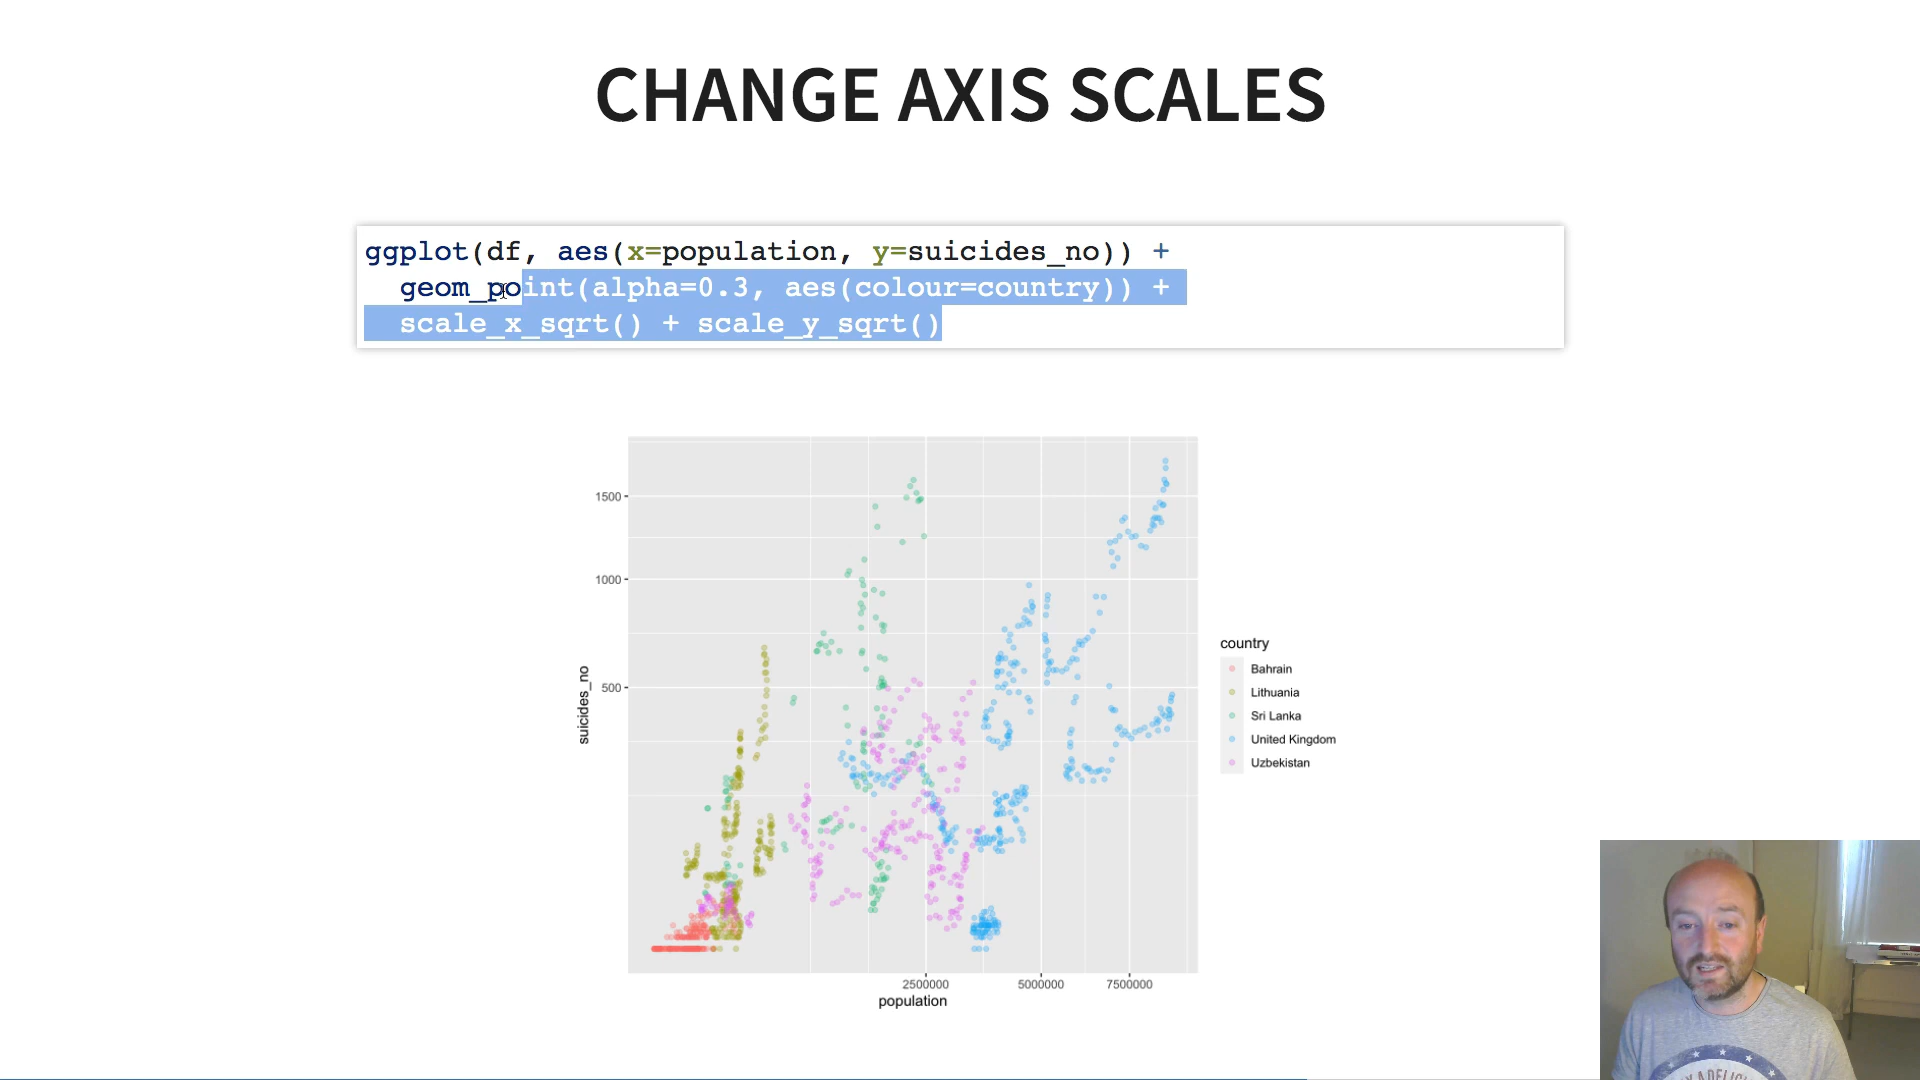 CHANGE AXIS SCALES
ggplot(df, aes(x=population, y=suicides_no)) +
geom_point(alpha=0.3, aes(colour=country)) +
scale_x_sqrt() + scale_y_sqrt()
1500
1000
500
suicides_no
2500000 5000000 7500000
population
country
Bahrain
Lithuania
Sri Lanka
United Kingdom
Uzbekistan